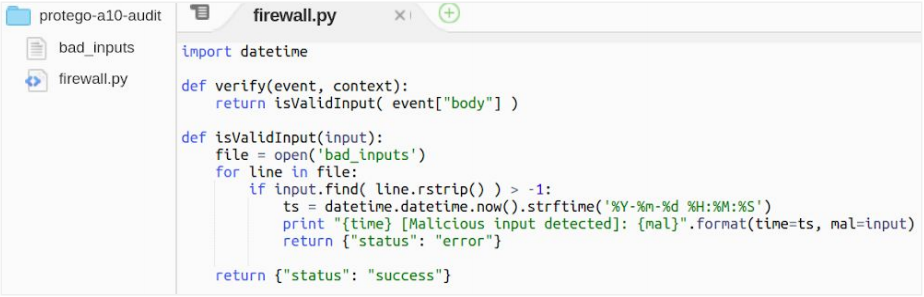 protego-a10-audit
bad_inputs
firewall.py
firewall.py
import datetime
def verify(event, context):
    return isValidInput( event["body"] )
def isValidInput(input):
    file = open('bad_inputs')
    for line in file:
        if input.find( line.rstrip() ) > -1:
            ts = datetime.datetime.now().strftime('%Y-%m-%d %H:%M:%S')
            print "{time} [Malicious input detected]: {mal}".format(time=ts, mal=input)
            return {"status": "error"}
    return {"status": "success"}